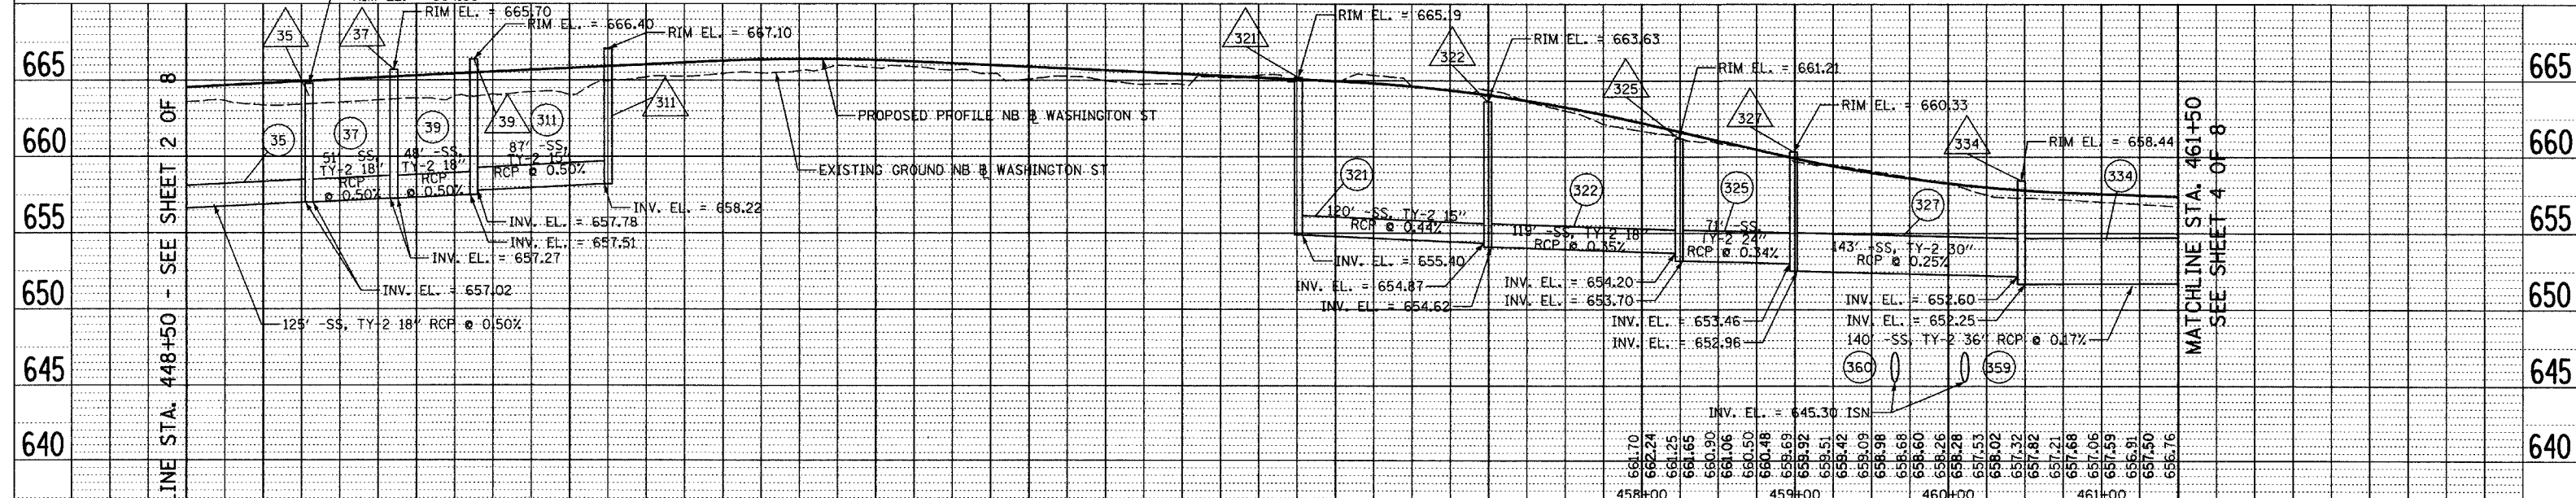 RIM EL. = 665.70
RIM EL. = 666.40
RIM EL. = 667.10
RIM EL. = 665.19
RIM EL. = 663.63
RIM EL. = 661.21
RIM EL. = 660.33
RIM EL. = 658.44
35
37
39
311
321
322
325
327
334
665
660
655
650
645
640
LINE STA. 448+50 - SEE SHEET 2 OF 8
35
37
39
311
51' SS,
TY-2 18"
RCP
@ 0.50%
48' -SS,
TY-2 18"
RCP
@ 0.50%
87' -SS,
TY-2 15"
RCP @ 0.50%
PROPOSED PROFILE NB ℄ WASHINGTON ST
EXISTING GROUND NB ℄ WASHINGTON ST
INV. EL. = 658.22
INV. EL. = 657.78
INV. EL. = 657.51
INV. EL. = 657.27
INV. EL. = 657.02
125' -SS, TY-2 18" RCP @ 0.50%
321
322
325
327
334
120' -SS, TY-2 15"
RCP @ 0.44%
119' -SS, TY-2 18"
RCP @ 0.35%
71' -SS,
RCP @ 0.34%
143' -SS, TY-2 30"
RCP @ 0.25%
INV. EL. = 655.40
INV. EL. = 654.87
INV. EL. = 654.62
INV. EL. = 654.20
INV. EL. = 653.70
INV. EL. = 653.46
INV. EL. = 652.96
INV. EL. = 652.60
INV. EL. = 652.25
140' -SS, TY-2 36" RCP @ 0.17%
360
359
INV. EL. = 645.30 ISN
661.70
662.24
661.25
661.65
660.90
661.06
660.50
660.48
659.69
659.92
659.51
659.42
659.09
658.98
658.68
658.60
658.26
658.28
657.53
658.02
657.32
657.82
657.21
657.68
657.06
657.59
656.91
657.50
656.76
458+00
459+00
460+00
461+00
MATCHLINE STA. 461+50
SEE SHEET 4 OF 8
665
660
655
650
645
640